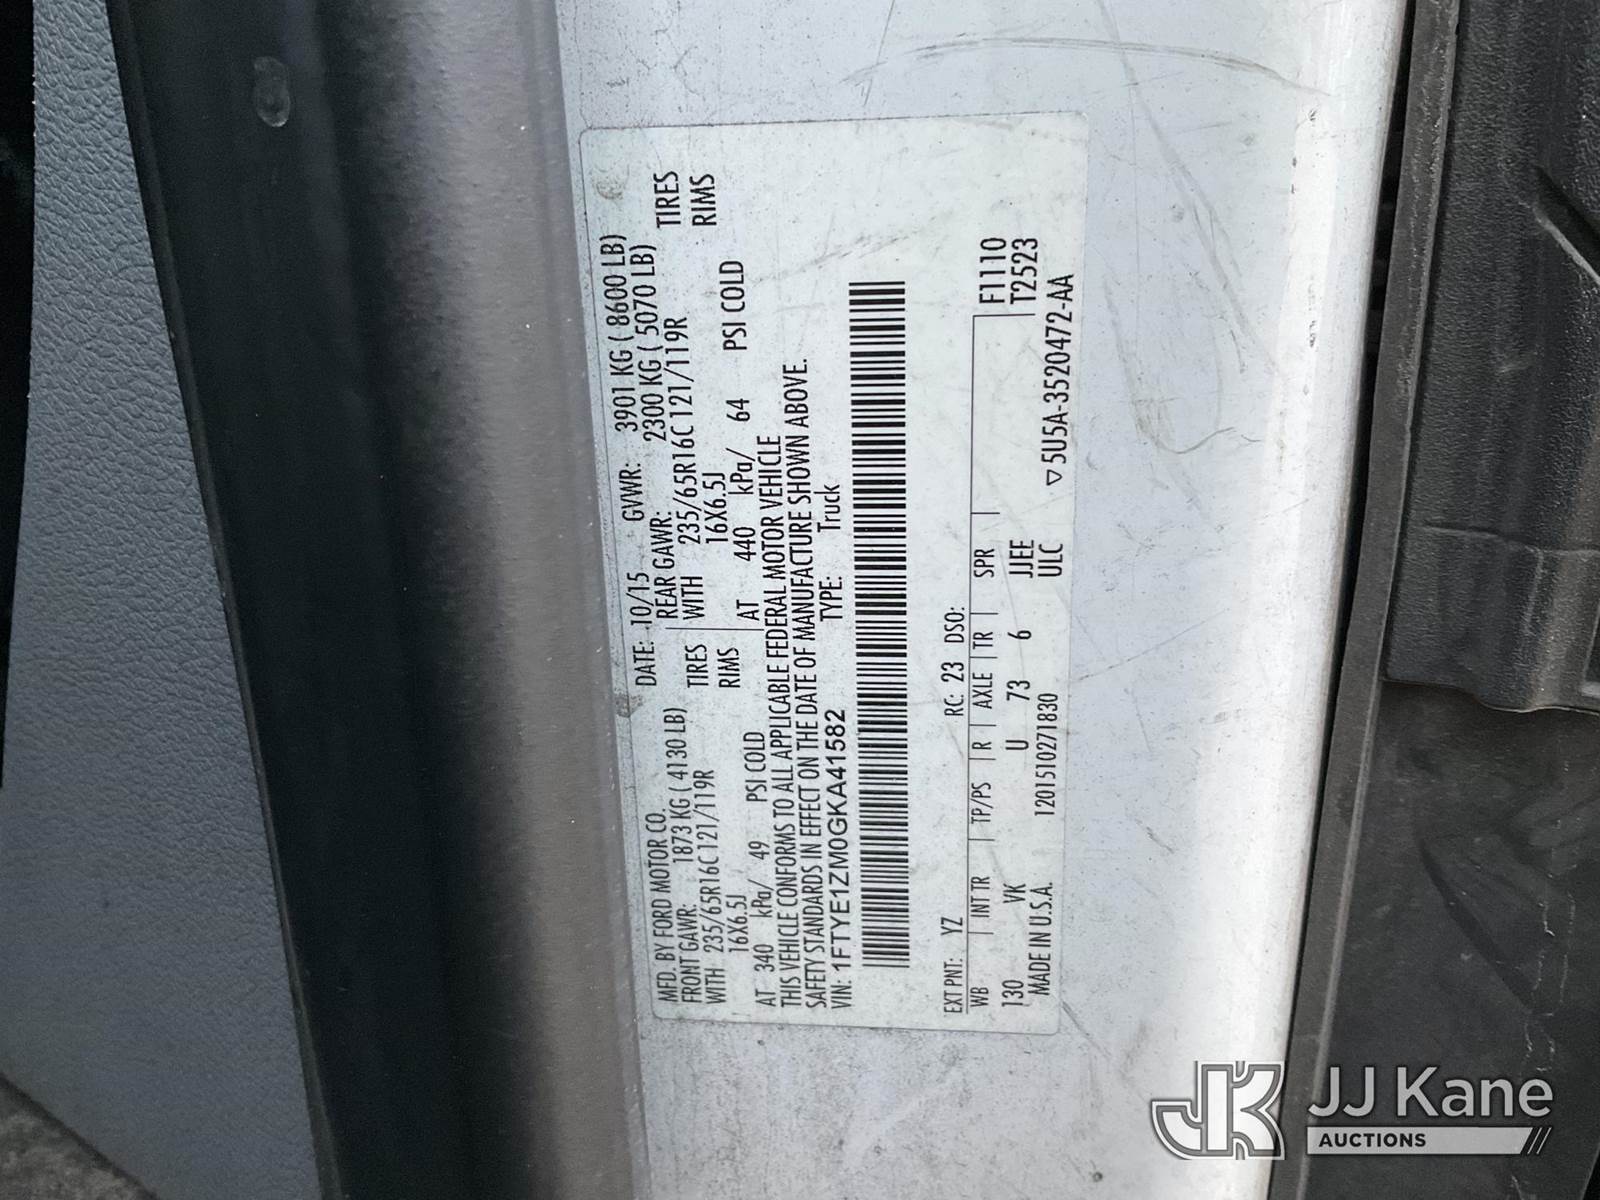 MFD. BY FORD MOTOR CO. DATE: 10/15 GVWR: 3901 KG ( 8600 LB)
FRONT GAWR: 1873 KG ( 4130 LB) REAR GAWR: 2300 KG ( 5070 LB)
WITH 235/65R16C 121/119R TIRES WITH 235/65R16C 121/119R TIRES
16X6.5J RIMS 16X6.5J RIMS
AT 340 kPa/ 49 PSI COLD AT 440 kPa/ 64 PSI COLD
THIS VEHICLE CONFORMS TO ALL APPLICABLE FEDERAL MOTOR VEHICLE
SAFETY STANDARDS IN EFFECT ON THE DATE OF MANUFACTURE SHOWN ABOVE.
VIN: 1FTYE1ZM0GKA41582 TYPE: Truck
EXT PNT: YZ RC: 23 DSO:
WB INT TR TP/PS R AXLE TR SPR F1110
130 VK U 73 6 JJEE T2523
MADE IN U.S.A. 120151027183​0 ULC
▽5U5A-3520472-AA
JK JJ Kane
AUCTIONS